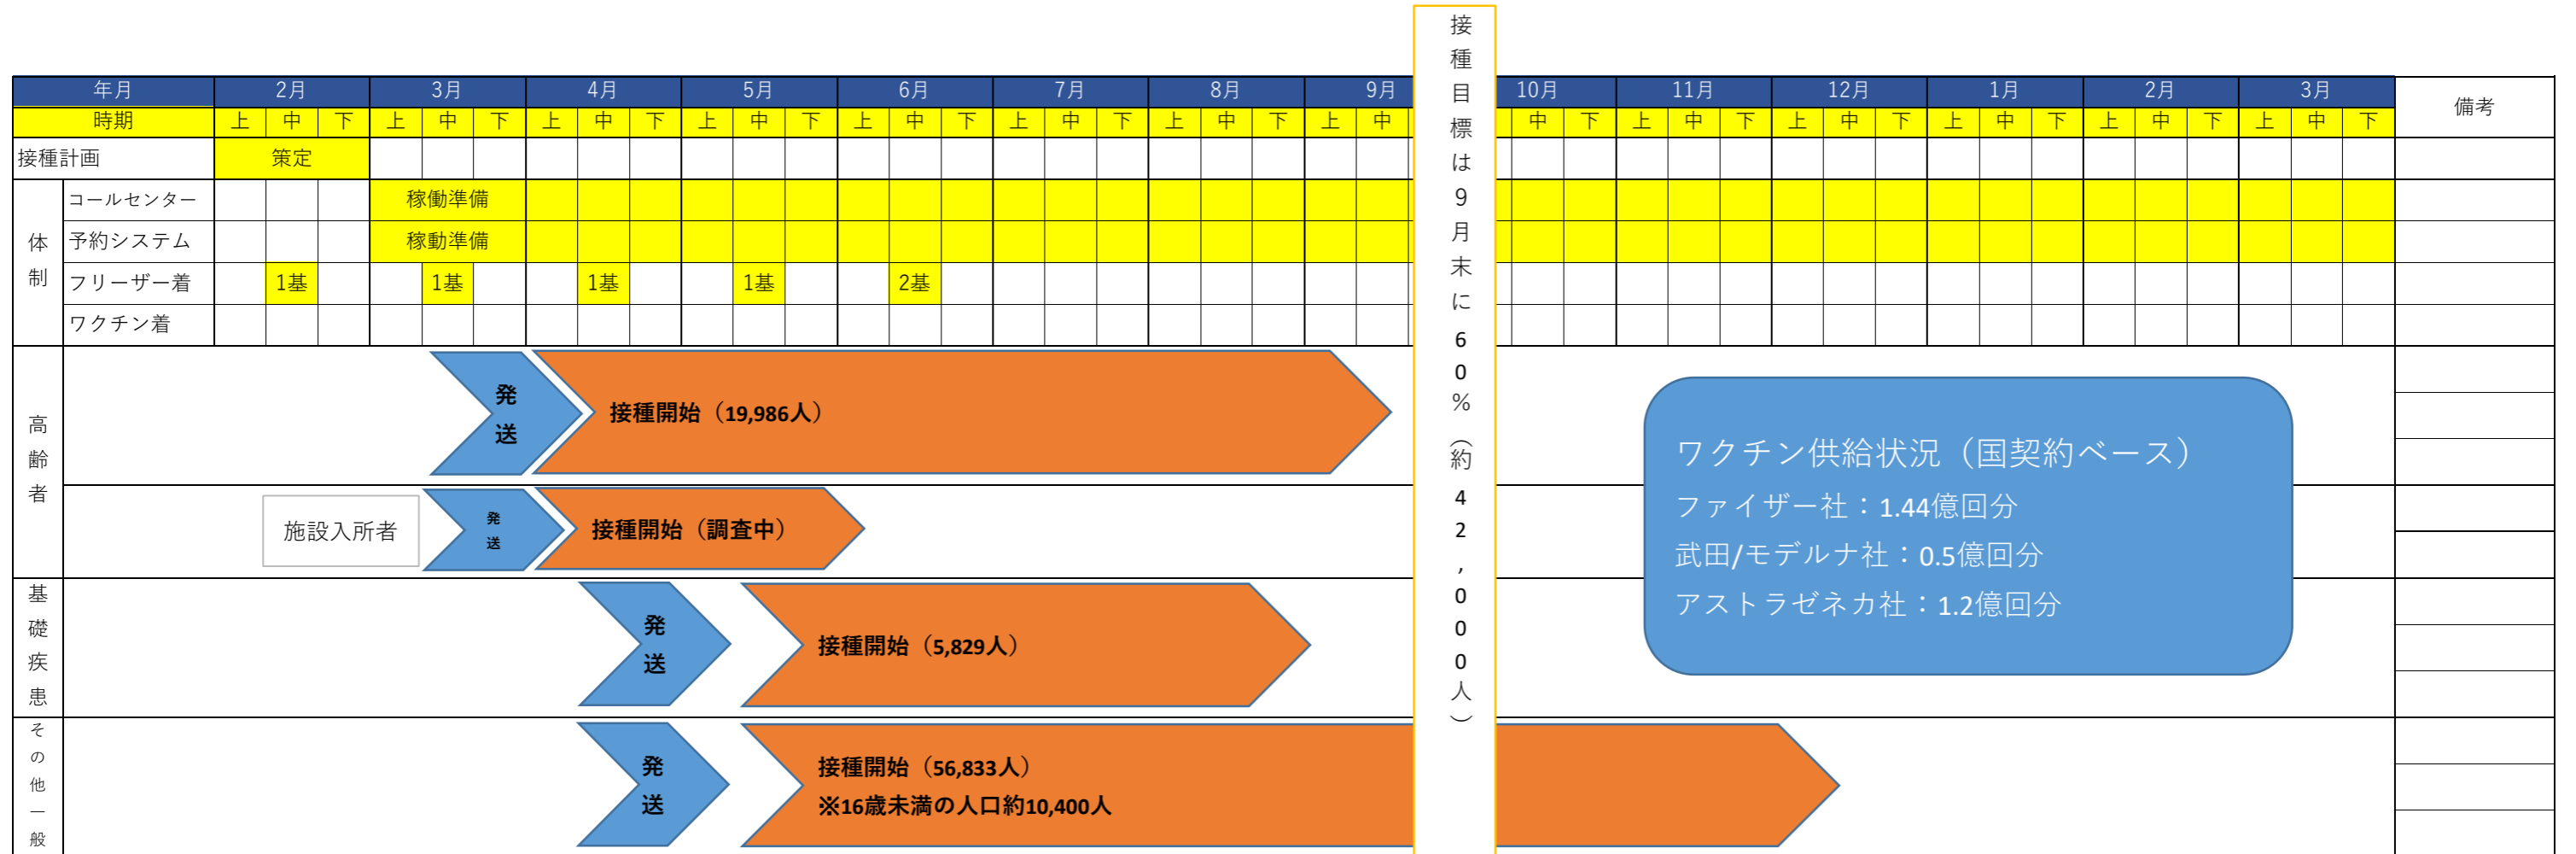 接種目標は9月末に60%（約42,000人）
年月 2月 3月 4月 5月 6月 7月 8月 9月 10月 11月 12月 1月 2月 3月 備考
時期 上 中 下 上 中 下 上 中 下 上 中 下 上 中 下 上 中 下 上 中 下 上 中 中 下 上 中 下 上 中 下 上 中 下 上 中 下 上 中 下
接種計画 策定
体制
コールセンター 稼働準備
予約システム 稼動準備
フリーザー着 1基 1基 1基 1基 2基
ワクチン着
高齢者
発送
接種開始（19,986人）
施設入所者
発送
接種開始（調査中）
基礎疾患
発送
接種開始（5,829人）
その他一般
発送
接種開始（56,833人）
※16歳未満の人口約10,400人
ワクチン供給状況（国契約ベース）
ファイザー社：1.44億回分
武田/モデルナ社：0.5億回分
アストラゼネカ社：1.2億回分